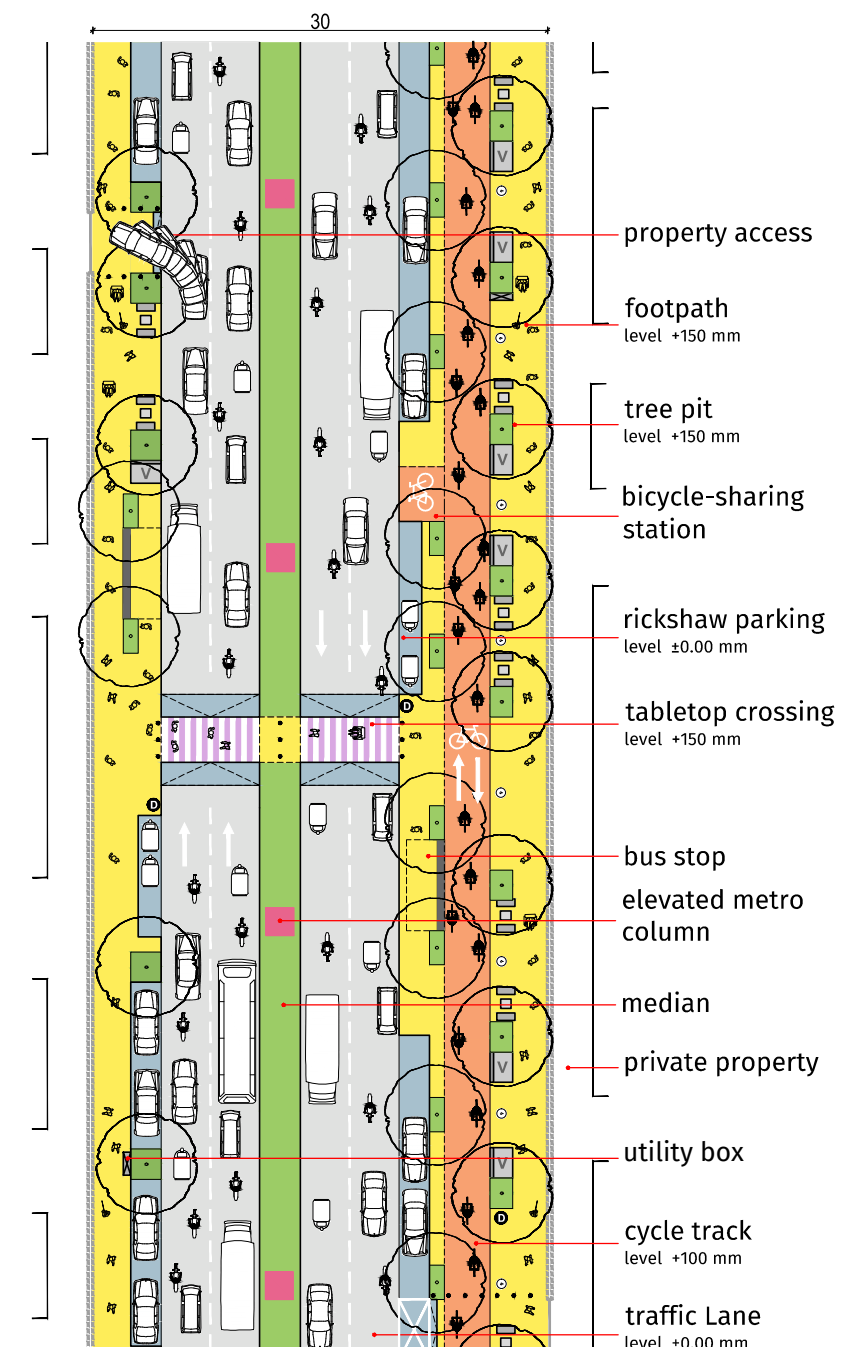 30
V
property access
V
footpath
level +150 mm
tree pit
level +150 mm
V
V
bicycle-sharing
station
V
rickshaw parking
level ±0.00 mm
D
tabletop crossing
level +150 mm
D
bus stop
elevated metro
column
median
V
private property
utility box
V
D
cycle track
level +100 mm
traffic Lane
level ±0.00 mm